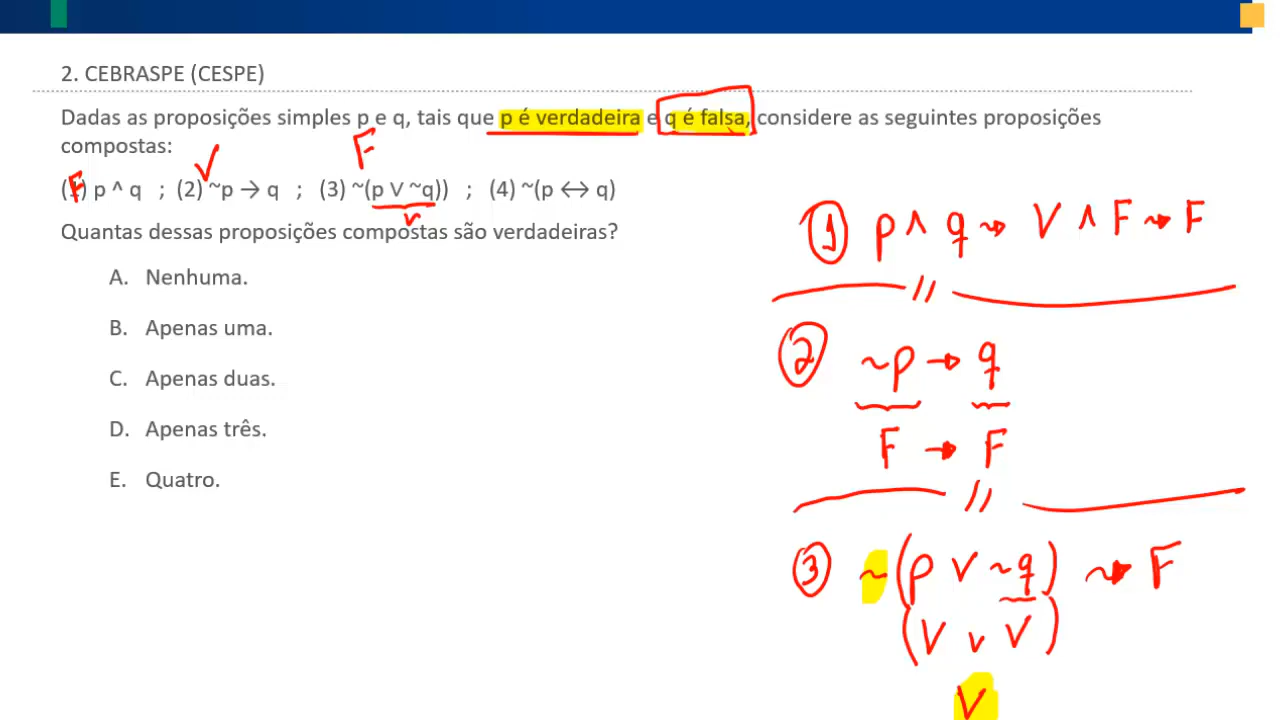 2. CEBRASPE (CESPE)
Dadas as proposições simples p e q, tais que p é verdadeira e q é falsa, considere as seguintes proposições
compostas:
F V F
(1) p ^ q ; (2) ~p → q ; (3) ~(p V ~q)) ; (4) ~(p ↔ q)
V
Quantas dessas proposições compostas são verdadeiras?
A. Nenhuma.
B. Apenas uma.
C. Apenas duas.
D. Apenas três.
E. Quatro.
1 p ∧ q → V ∧ F → F
2 ~p → q
F → F
3 ~(p V ~q) → F
(V v V)
V